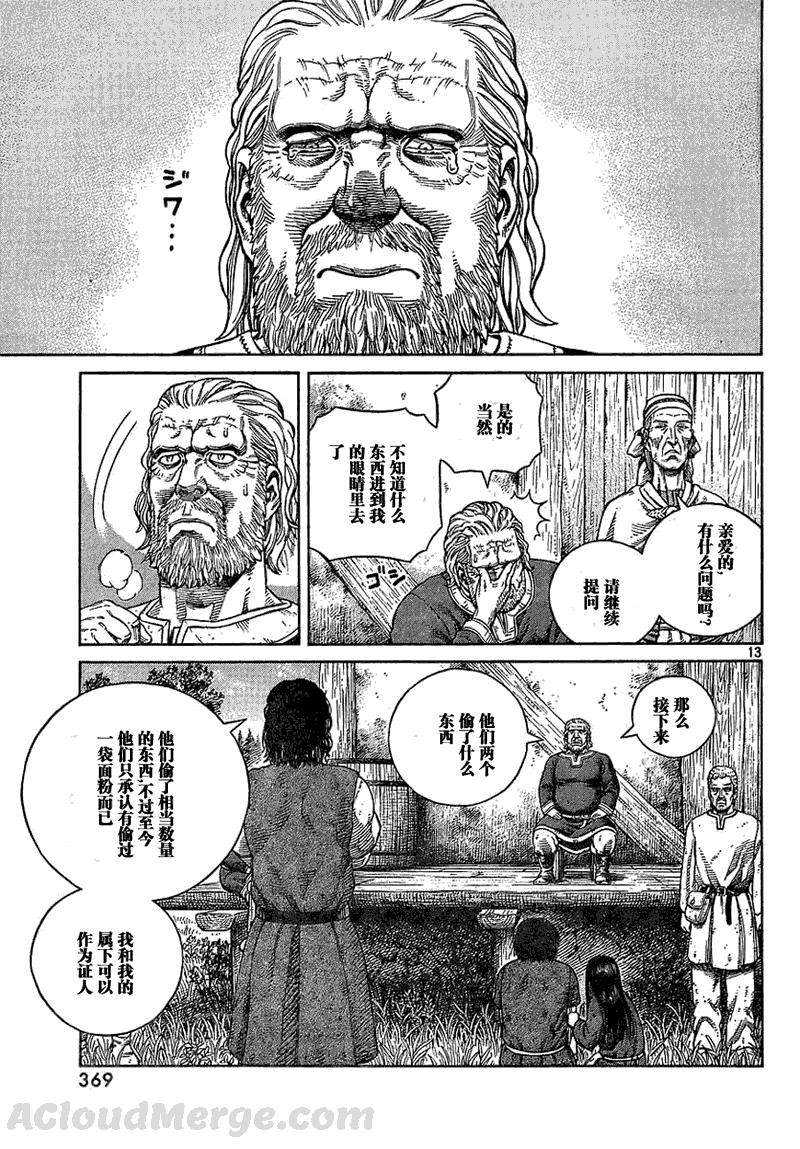 ジワ・・・
是的,
当然
不知道什么
东西进到我
的眼睛里去
了
ゴシ
亲爱的,
有什么问题吗?
请继续
提问
13
那么
接下来
他们两个
偷了什么
东西
他们偷了相当数量
的东西,不过至今
他们只承认有偷过
一袋面粉而已
我和我的
属下可以
作为证人
369
ACloudMerge.com